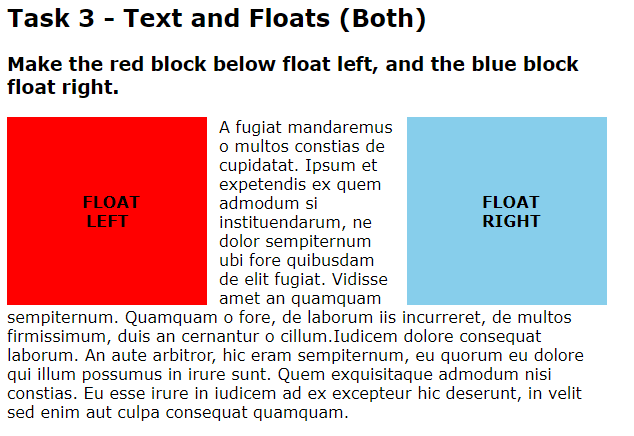 Task 3 - Text and Floats (Both)
Make the red block below float left, and the blue block
float right.
FLOAT
LEFT
A fugiat mandaremus
o multos constias de
cupidatat. Ipsum et
expetendis ex quem
admodum si
instituendarum, ne
dolor sempiternum
ubi fore quibusdam
de elit fugiat. Vidisse
amet an quamquam
FLOAT
RIGHT
sempiternum. Quamquam o fore, de laborum iis incurreret, de multos
firmissimum, duis an cernantur o cillum.Iudicem dolore consequat
laborum. An aute arbitror, hic eram sempiternum, eu quorum eu dolore
qui illum possumus in irure sunt. Quem exquisitaque admodum nisi
constias. Eu esse irure in iudicem ad ex excepteur hic deserunt, in velit
sed enim aut culpa consequat quamquam.